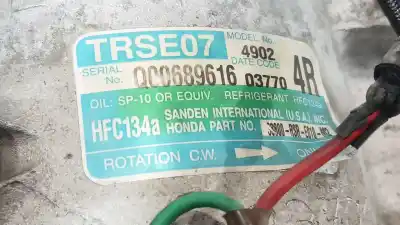 TRSE07 MODEL No. 4902
SERIAL No. QC0689616 DATE CODE 03770 4R
OIL: SP-10 OR EQUIV. REFRIGERANT
HFC134a SANDEN INTERNATIONAL (U.S.A.), INC.
HONDA PART NO.
ROTATION C.W.